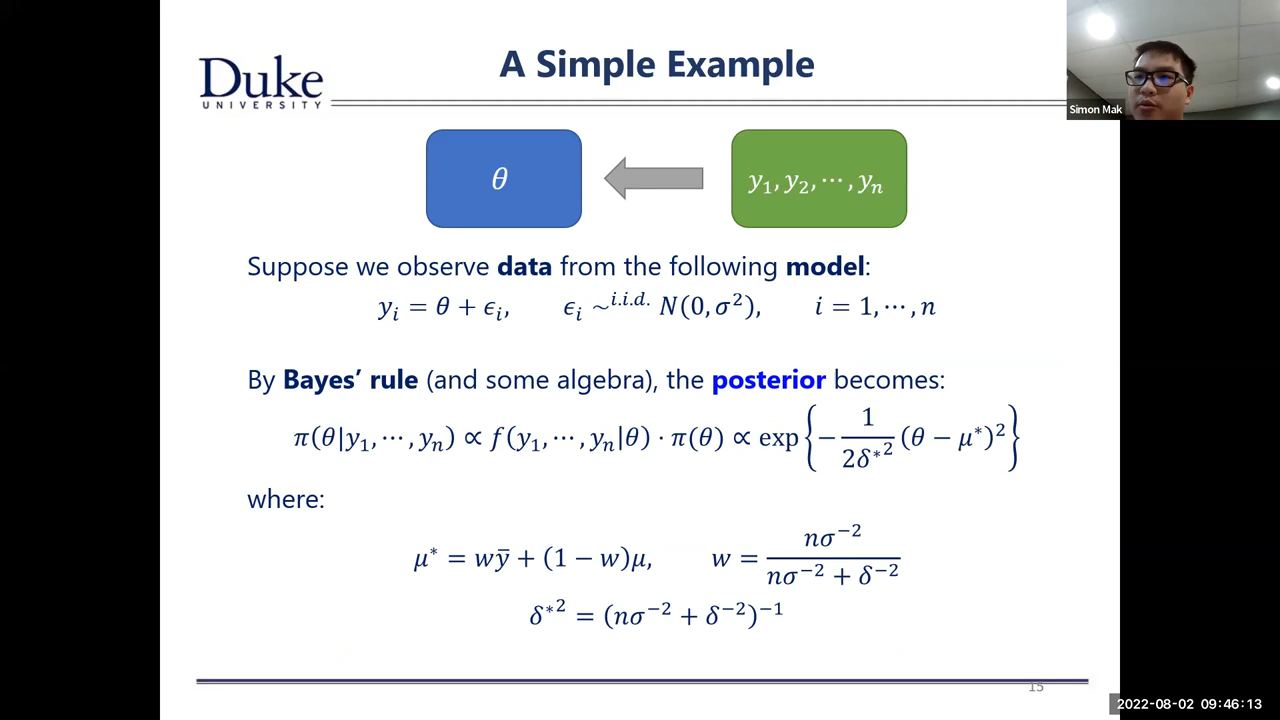 Duke
UNIVERSITY
A Simple Example
Simon Mak
θ
y₁, y₂, ⋯, yₙ
Suppose we observe data from the following model:
yᵢ = θ + ϵᵢ, ϵᵢ ~ⁱ·ⁱ·ᵈ· N(0, σ²), i = 1, ⋯, n
By Bayes’ rule (and some algebra), the posterior becomes:
π(θ|y₁, ⋯, yₙ) ∝ f(y₁, ⋯, yₙ|θ) · π(θ) ∝ exp{−1/(2δ*²) (θ − μ*)²}
where:
μ* = wȳ + (1 − w)μ, w = nσ⁻²/(nσ⁻² + δ⁻²)
δ*² = (nσ⁻² + δ⁻²)⁻¹
15
2022-08-02 09:46:13